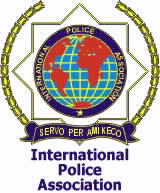 INTERNATIONAL POLICE ASSOCIATION
SERVO PER AMIKECO
International
Police
Association